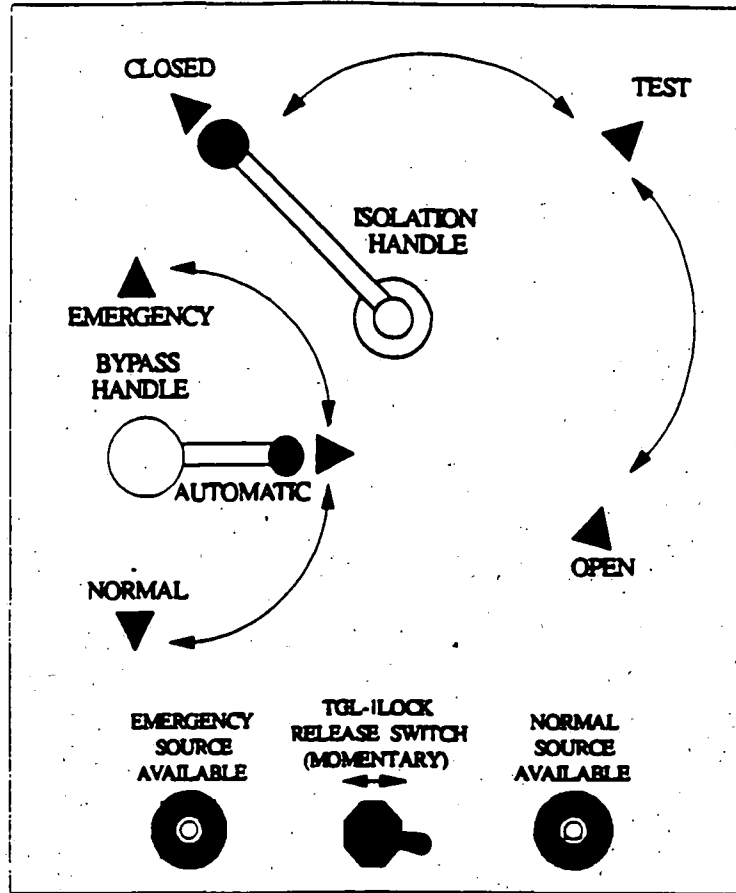 CLOSED
TEST
ISOLATION
HANDLE
EMERGENCY
BYPASS
HANDLE
AUTOMATIC
OPEN
NORMAL
EMERGENCY
SOURCE
AVAILABLE
TGL-1LOCK
RELEASE SWITCH
(MOMENTARY)
NORMAL
SOURCE
AVAILABLE